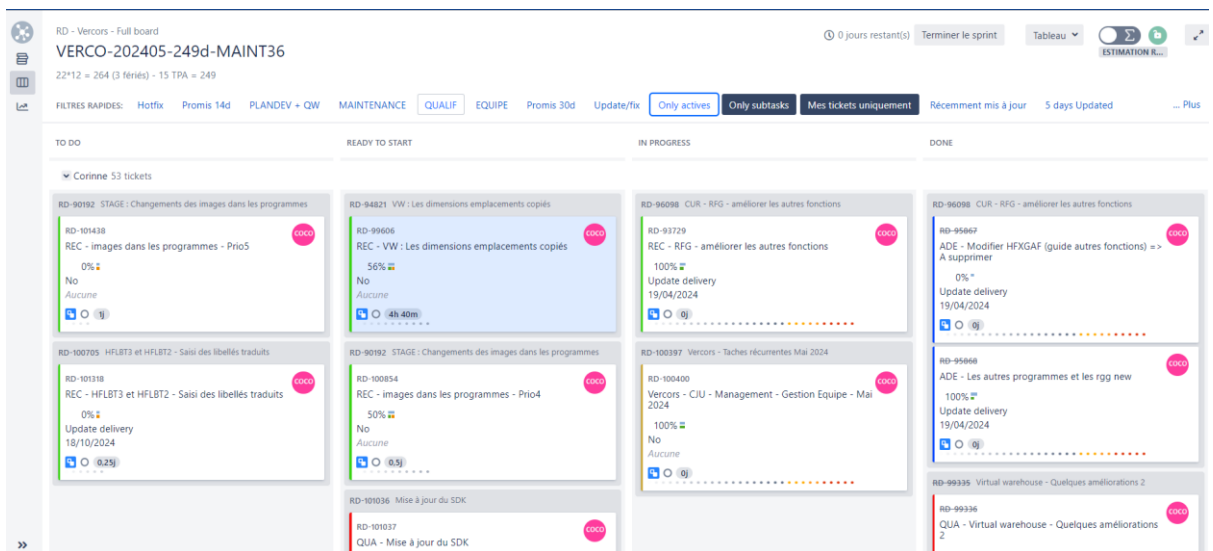 RD - Vercors - Full board
VERCO-202405-249d-MAINT36
22*12 = 264 (3 fériés) - 15 TPA = 249
0 jours restant(s) Terminer le sprint Tableau
ESTIMATION R...
FILTRES RAPIDES: Hotfix Promis 14d PLANDEV + QW MAINTENANCE QUALIF EQUIPE Promis 30d Update/fix Only actives Only subtasks Mes tickets uniquement Récemment mis à jour 5 days Updated ... Plus
TO DO READY TO START IN PROGRESS DONE
Corinne 53 tickets
RD-90192 STAGE : Changements des images dans les programmes
RD-101438
COCO
REC - images dans les programmes - Prio5
0%
No
Aucune
1j
RD-100705 HFLBT3 et HFLBT2 - Saisi des libellés traduits
RD-101318
COCO
REC - HFLBT3 et HFLBT2 - Saisi des libellés traduits
0%
Update delivery
18/10/2024
0,25j
RD-94821 VW : Les dimensions emplacements copiés
RD-99606
COCO
REC - VW : Les dimensions emplacements copiés
56%
No
Aucune
4h 40m
RD-90192 STAGE : Changements des images dans les programmes
RD-100854
COCO
REC - images dans les programmes - Prio4
50%
No
Aucune
0,5j
RD-101036 Mise à jour du SDK
RD-101037
COCO
QUA - Mise à jour du SDK
RD-96098 CUR - RFG - améliorer les autres fonctions
RD-93729
COCO
REC - RFG - améliorer les autres fonctions
100%
Update delivery
19/04/2024
0j
RD-100397 Vercors - Taches récurrentes Mai 2024
RD-100400
COCO
Vercors - CJU - Management - Gestion Equipe - Mai
2024
100%
No
Aucune
0j
RD-96098 CUR - RFG - améliorer les autres fonctions
RD-95867
COCO
ADE - Modifier HFXGAF (guide autres fonctions) =>
A supprimer
0%
Update delivery
19/04/2024
0j
RD-95868
COCO
ADE - Les autres programmes et les rgg new
100%
Update delivery
19/04/2024
0j
RD-99335 Virtual warehouse - Quelques améliorations 2
RD-99336
COCO
QUA - Virtual warehouse - Quelques améliorations
2